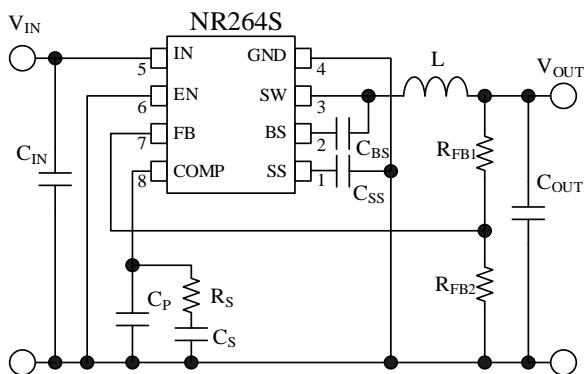 NR264S
V_IN
IN
GND
5
4
EN
SW
6
3
L
V_OUT
FB
BS
7
2
C_BS
R_FB1
C_IN
COMP
SS
8
1
C_SS
C_OUT
C_P
R_S
R_FB2
C_S